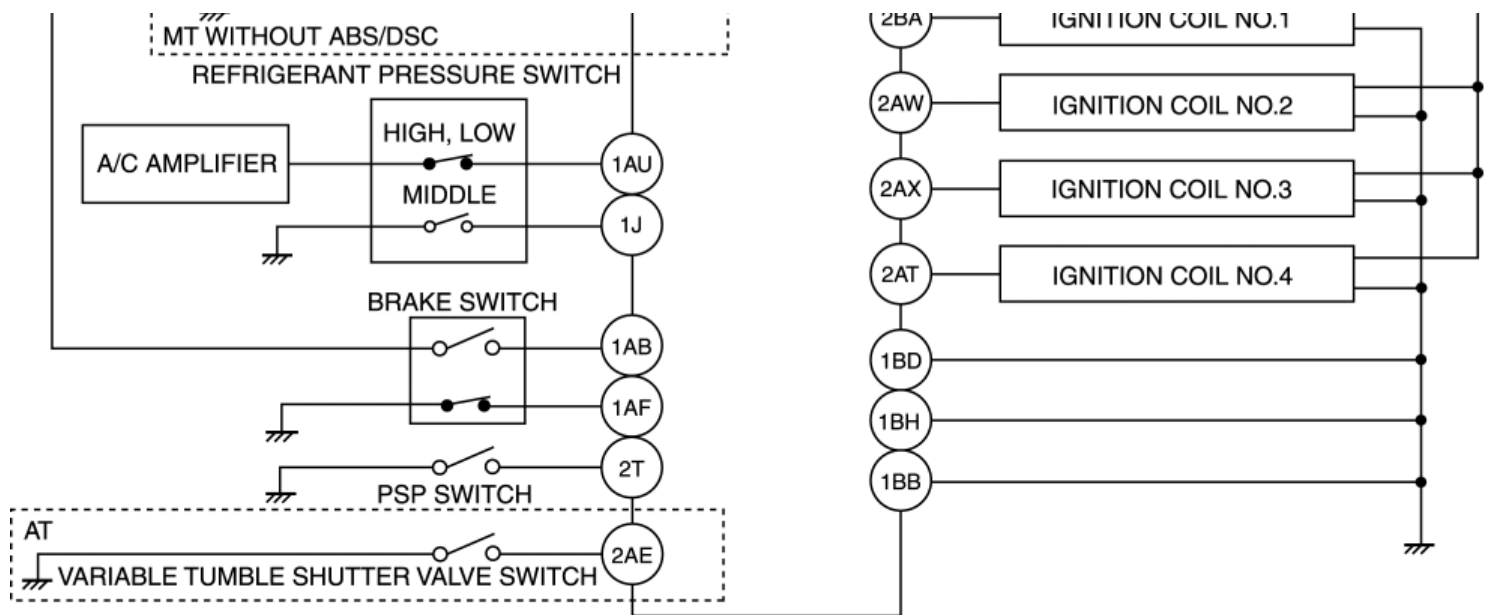 MT WITHOUT ABS/DSC
REFRIGERANT PRESSURE SWITCH
A/C AMPLIFIER
HIGH, LOW
1AU
MIDDLE
1J
BRAKE SWITCH
1AB
1AF
2T
PSP SWITCH
AT
2AE
VARIABLE TUMBLE SHUTTER VALVE SWITCH
2BA
IGNITION COIL NO.1
2AW
IGNITION COIL NO.2
2AX
IGNITION COIL NO.3
2AT
IGNITION COIL NO.4
1BD
1BH
1BB